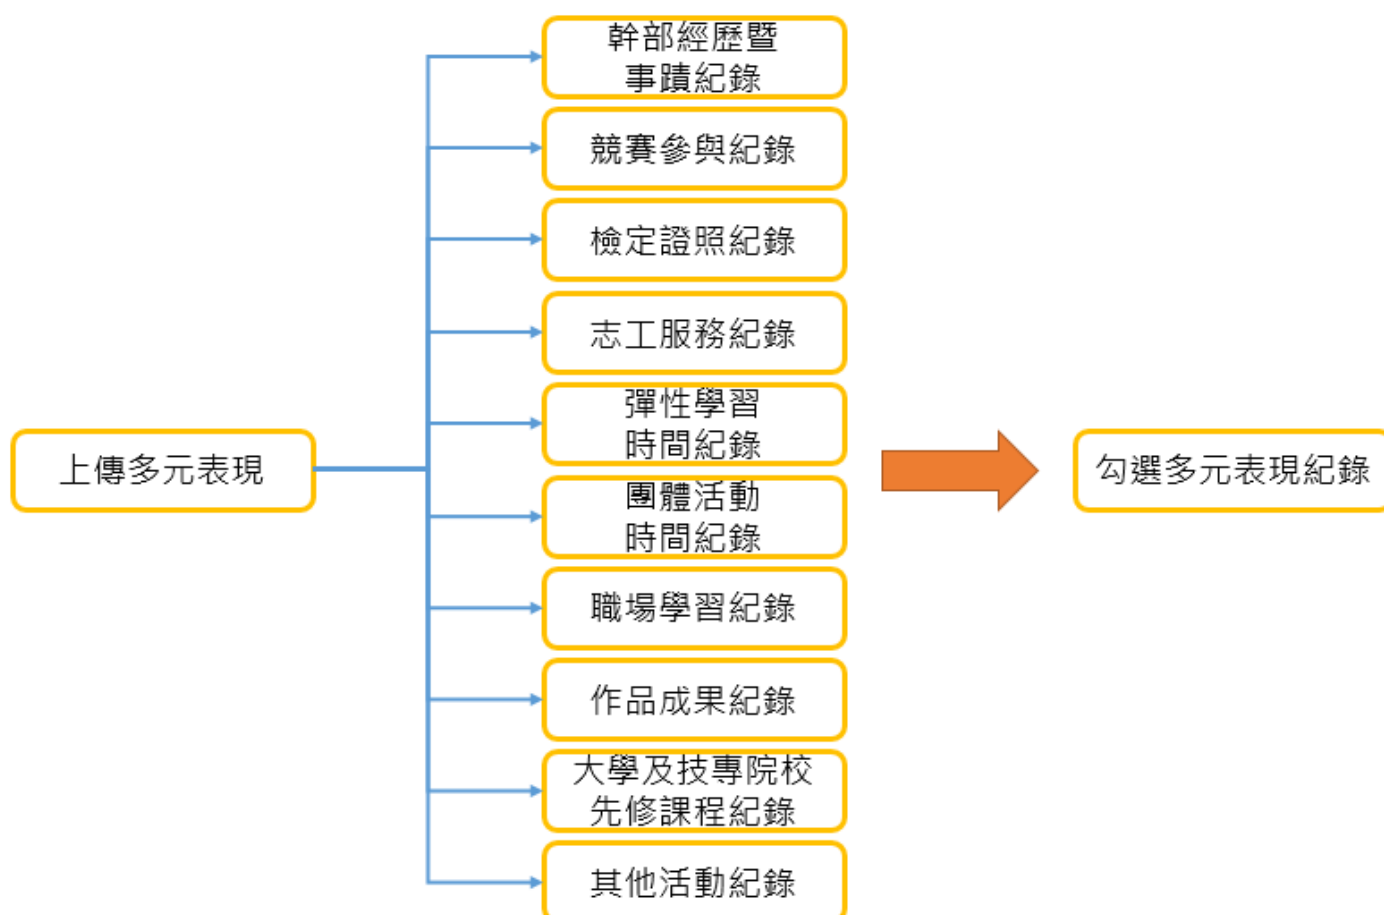 上傳多元表現
幹部經歷暨
事蹟紀錄
競賽參與紀錄
檢定證照紀錄
志工服務紀錄
彈性學習
時間紀錄
團體活動
時間紀錄
職場學習紀錄
作品成果紀錄
大學及技專院校
先修課程紀錄
其他活動紀錄
勾選多元表現紀錄